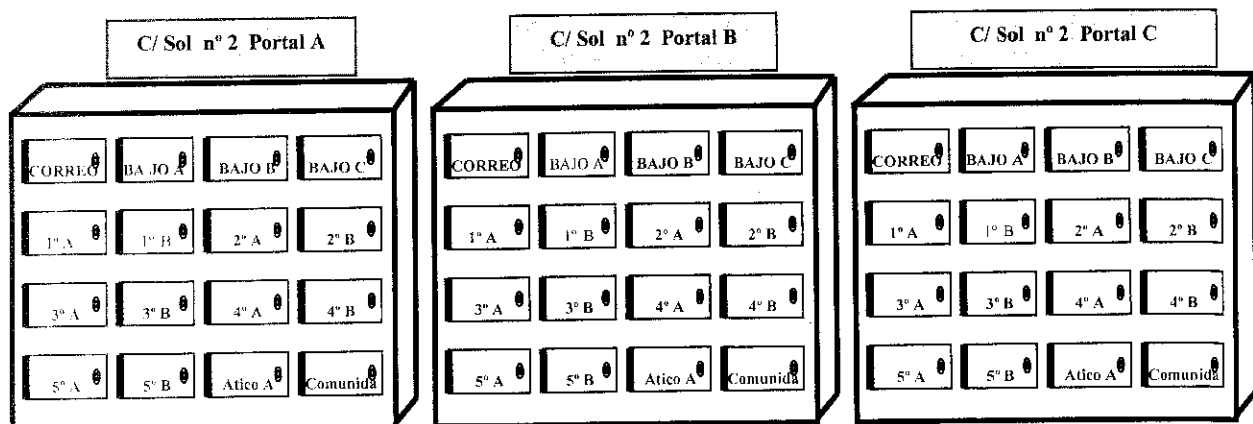 C/ Sol nº 2 Portal A
CORREO BAJO A BAJO B BAJO C
1º A 1º B 2º A 2º B
3º A 3º B 4º A 4º B
5º A 5º B Atico A Comunida
C/ Sol nº 2 Portal B
CORREO BAJO A BAJO B BAJO C
1º A 1º B 2º A 2º B
3º A 3º B 4º A 4º B
5º A 5º B Atico A Comunida
C/ Sol nº 2 Portal C
CORREO BAJO A BAJO B BAJO C
1º A 1º B 2º A 2º B
3º A 3º B 4º A 4º B
5º A 5º B Atico A Comunida